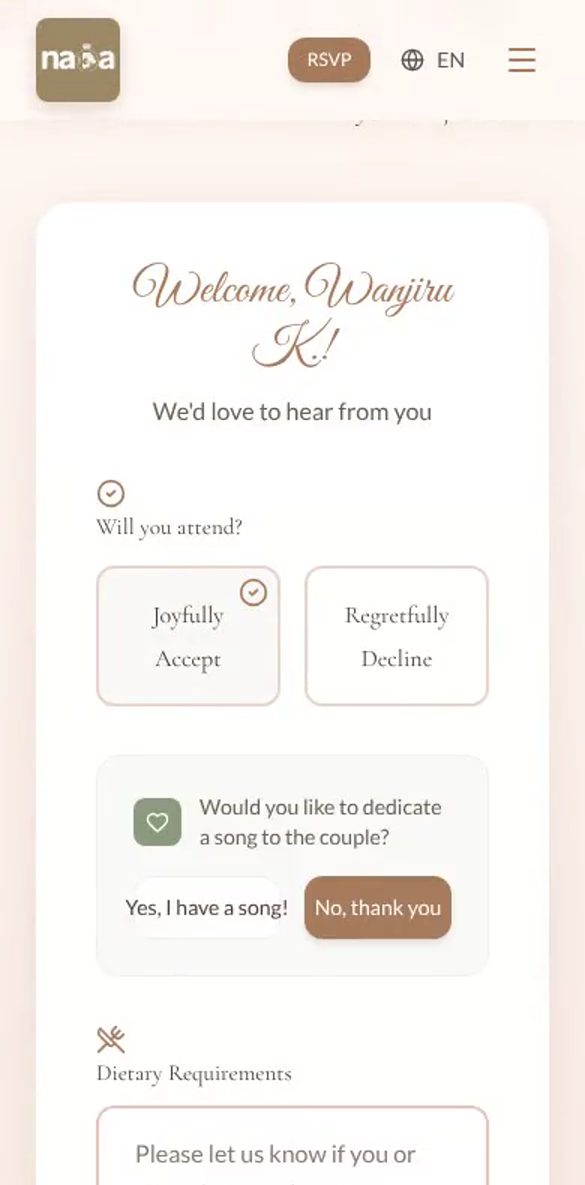 RSVP
EN
Welcome, Wanjiru
K.!
We'd love to hear from you
Will you attend?
Joyfully
Accept
Regretfully
Decline
Would you like to dedicate
a song to the couple?
Yes, I have a song!
No, thank you
Dietary Requirements
Please let us know if you or